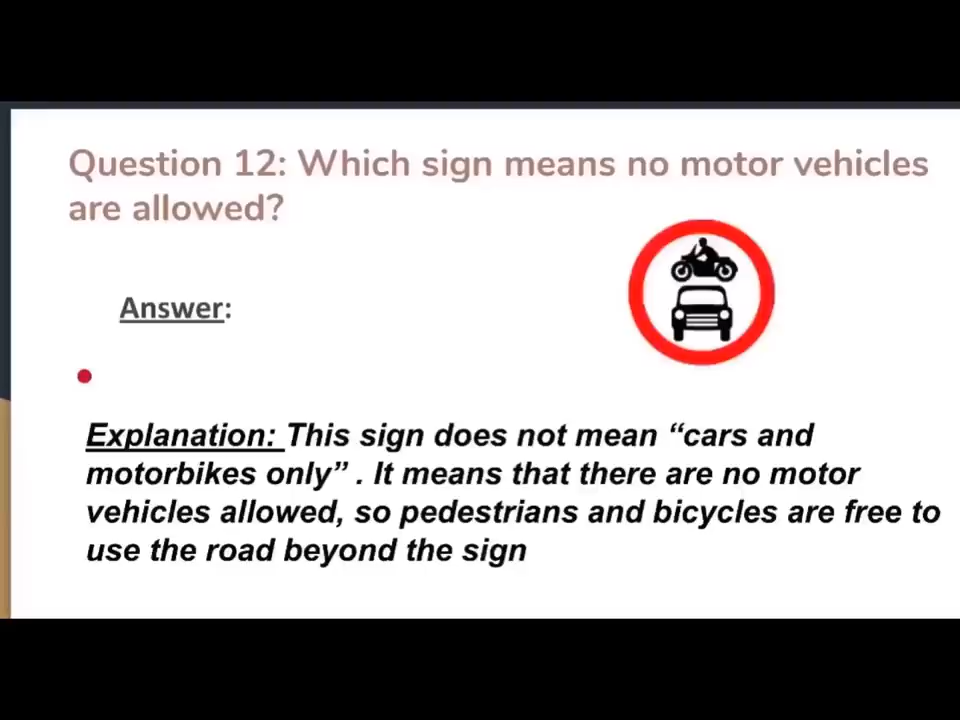 Question 12: Which sign means no motor vehicles
are allowed?
Answer:
Explanation: This sign does not mean “cars and
motorbikes only” . It means that there are no motor
vehicles allowed, so pedestrians and bicycles are free to
use the road beyond the sign